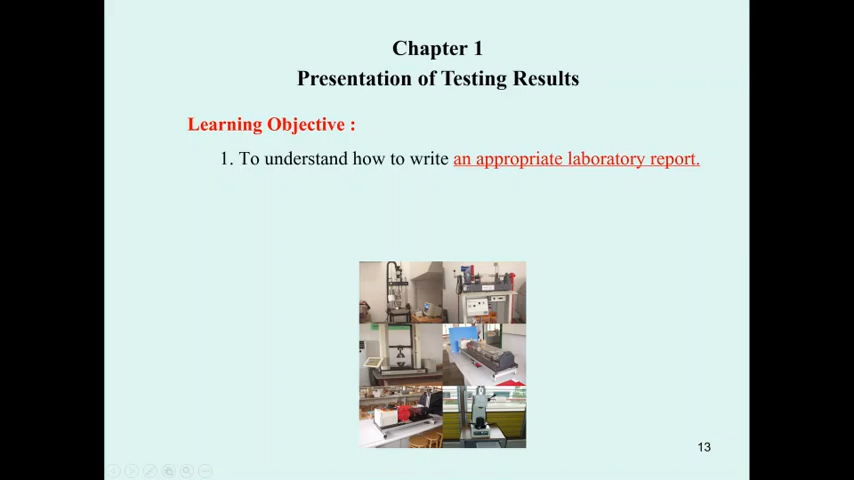 Chapter 1
Presentation of Testing Results
Learning Objective :
1. To understand how to write an appropriate laboratory report.
13